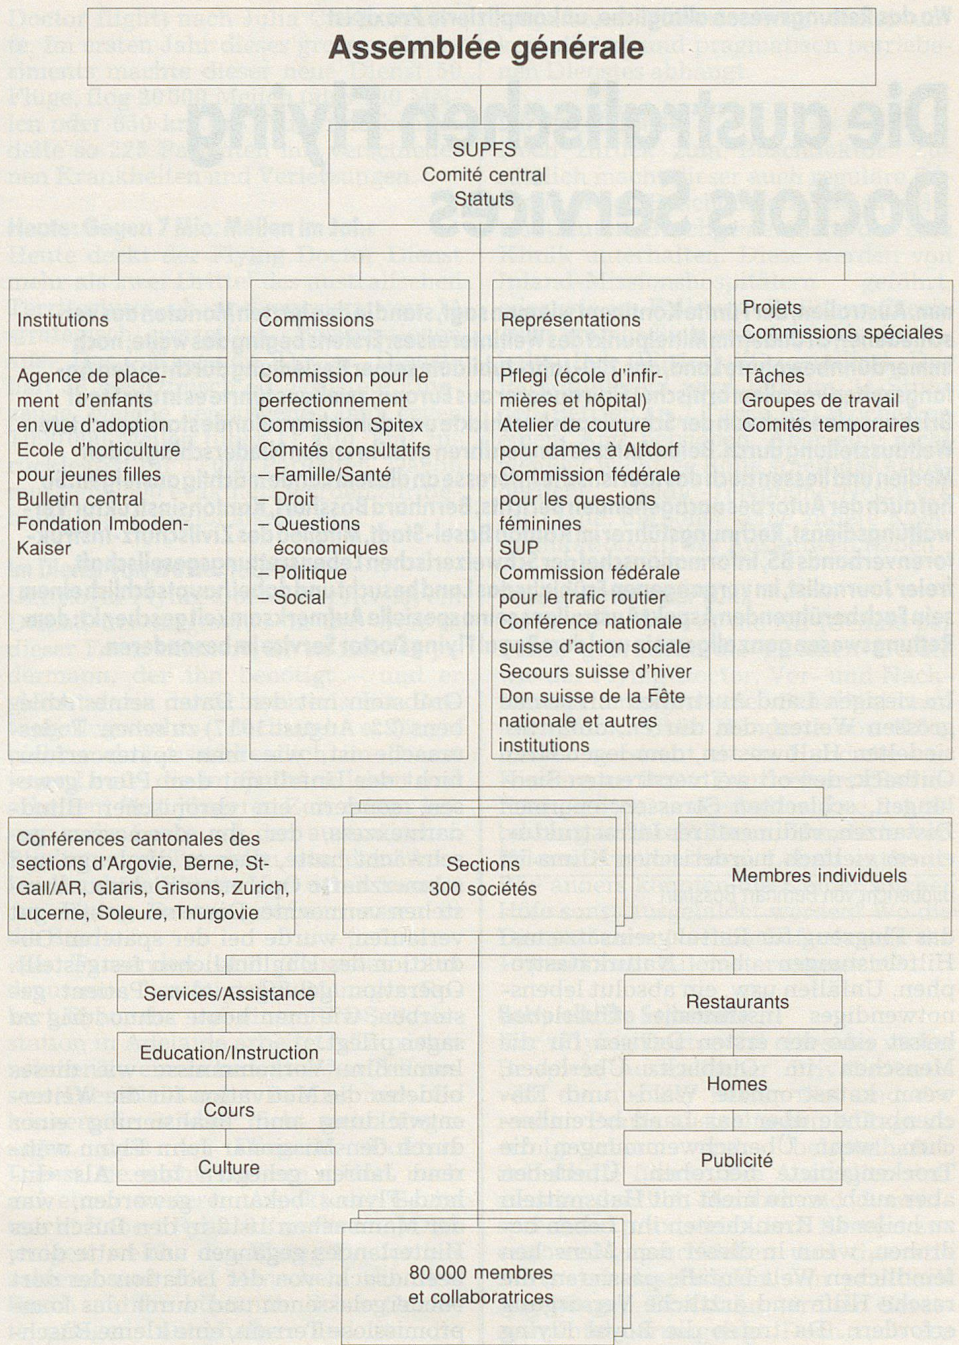 Assemblée générale
SUPFS
Comité central
Statuts
Institutions
Agence de place-
ment d'enfants
en vue d'adoption
Ecole d'horticulture
pour jeunes filles
Bulletin central
Fondation Imboden-
Kaiser
Commissions
Commission pour le
perfectionnement
Commission Spitex
Comités consultatifs
– Famille/Santé
– Droit
– Questions
économiques
– Politique
– Social
Représentations
Pflegi (école d'infir-
mières et hôpital)
Atelier de couture
pour dames à Altdorf
Commission fédérale
pour les questions
féminines
SUP
Commission fédérale
pour le trafic routier
Conférence nationale
suisse d'action sociale
Secours suisse d'hiver
Don suisse de la Fête
nationale et autres
institutions
Projets
Commissions spéciales
Tâches
Groupes de travail
Comités temporaires
Conférences cantonales des
sections d'Argovie, Berne, St-
Gall/AR, Glaris, Grisons, Zurich,
Lucerne, Soleure, Thurgovie
Sections
300 sociétés
Membres individuels
Services/Assistance
Education/Instruction
Cours
Culture
Restaurants
Homes
Publicité
80 000 membres
et collaboratrices